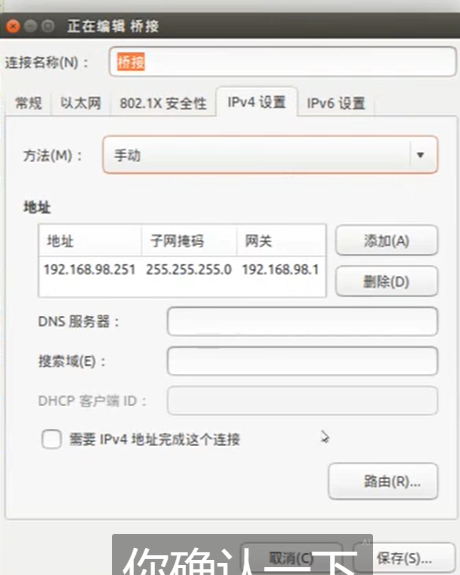 正在编辑 桥接
连接名称(N)： 桥接
常规 以太网 802.1X 安全性 IPv4 设置 IPv6 设置
方法(M)： 手动
地址
地址 子网掩码 网关 添加(A)
192.168.98.251 255.255.255.0 192.168.98.1
删除(D)
DNS 服务器：
搜索域(E)：
DHCP 客户端 ID：
需要 IPv4 地址完成这个连接
路由(R)...
取消(C) 保存(S)...
你确认一下